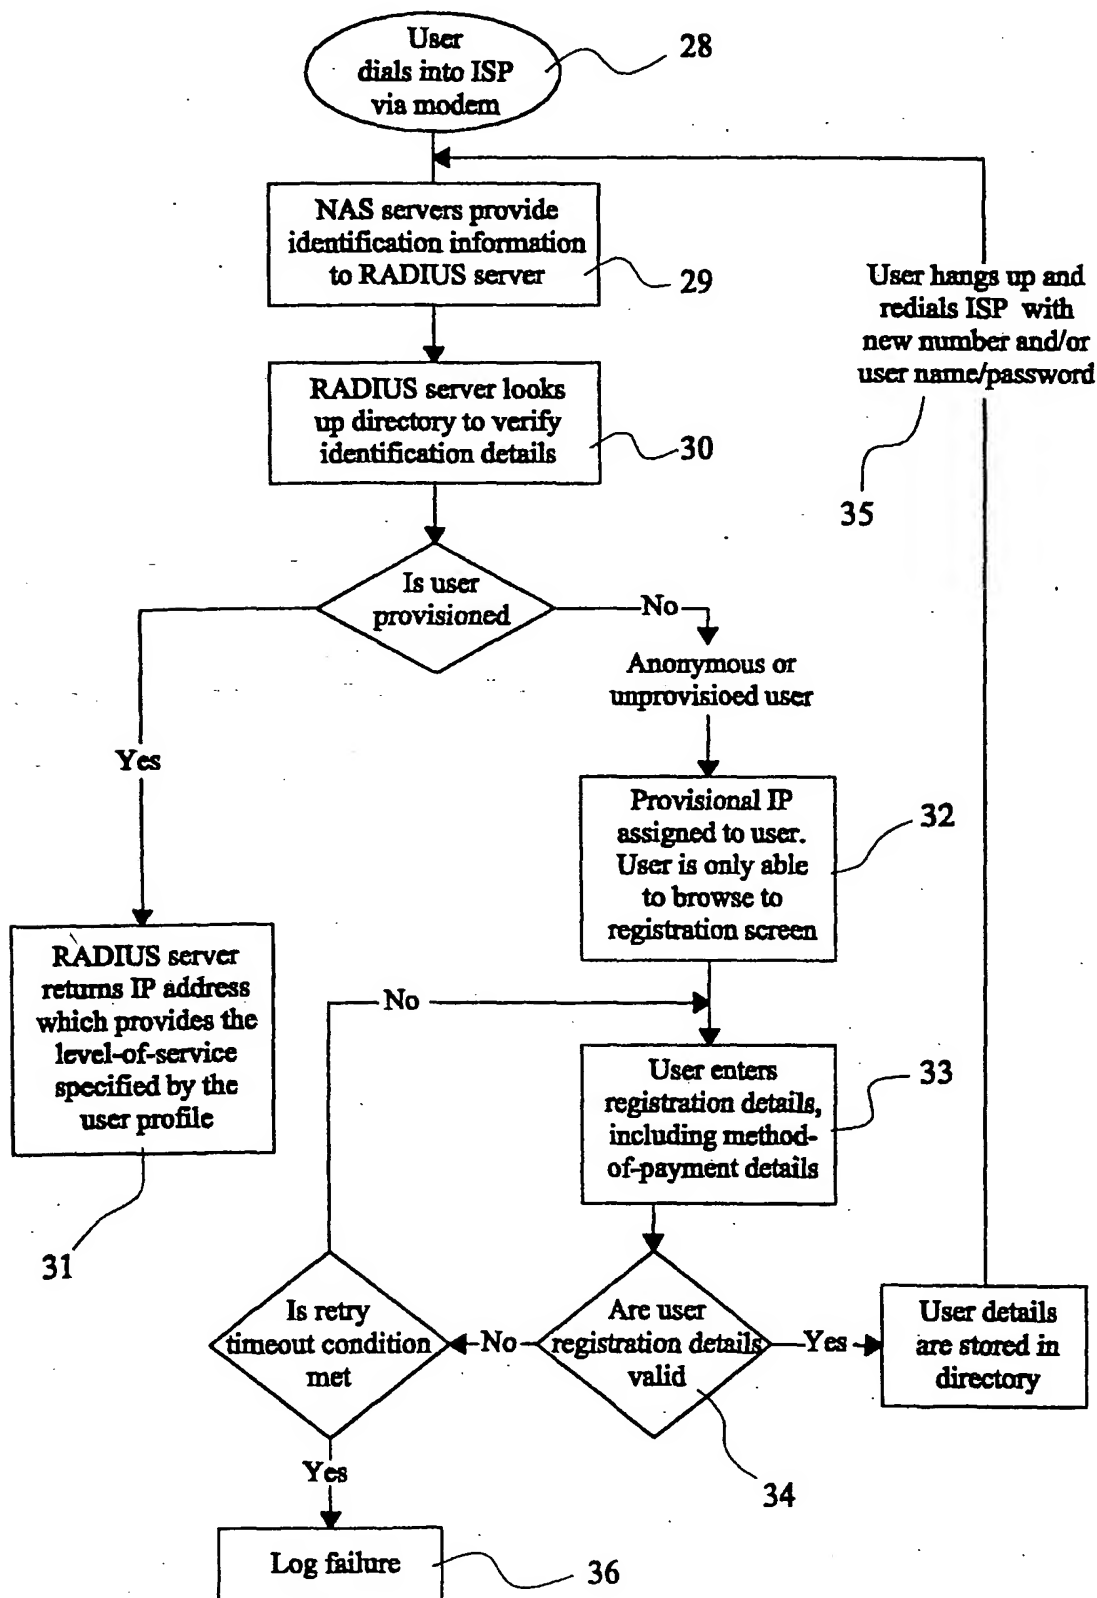 User
dials into ISP
via modem
28
NAS servers provide
identification information
to RADIUS server
29
User hangs up and
redials ISP with
new number and/or
user name/password
35
RADIUS server looks
up directory to verify
identification details
30
Is user
provisioned
No
Anonymous or
unprovisioed user
Yes
Provisional IP
assigned to user.
User is only able
to browse to
registration screen
32
RADIUS server
returns IP address
which provides the
level-of-service
specified by the
user profile
31
No
User enters
registration details,
including method-
of-payment details
33
Is retry
timeout condition
met
No
Are user
registration details
valid
34
Yes
User details
are stored in
directory
Yes
Log failure
36